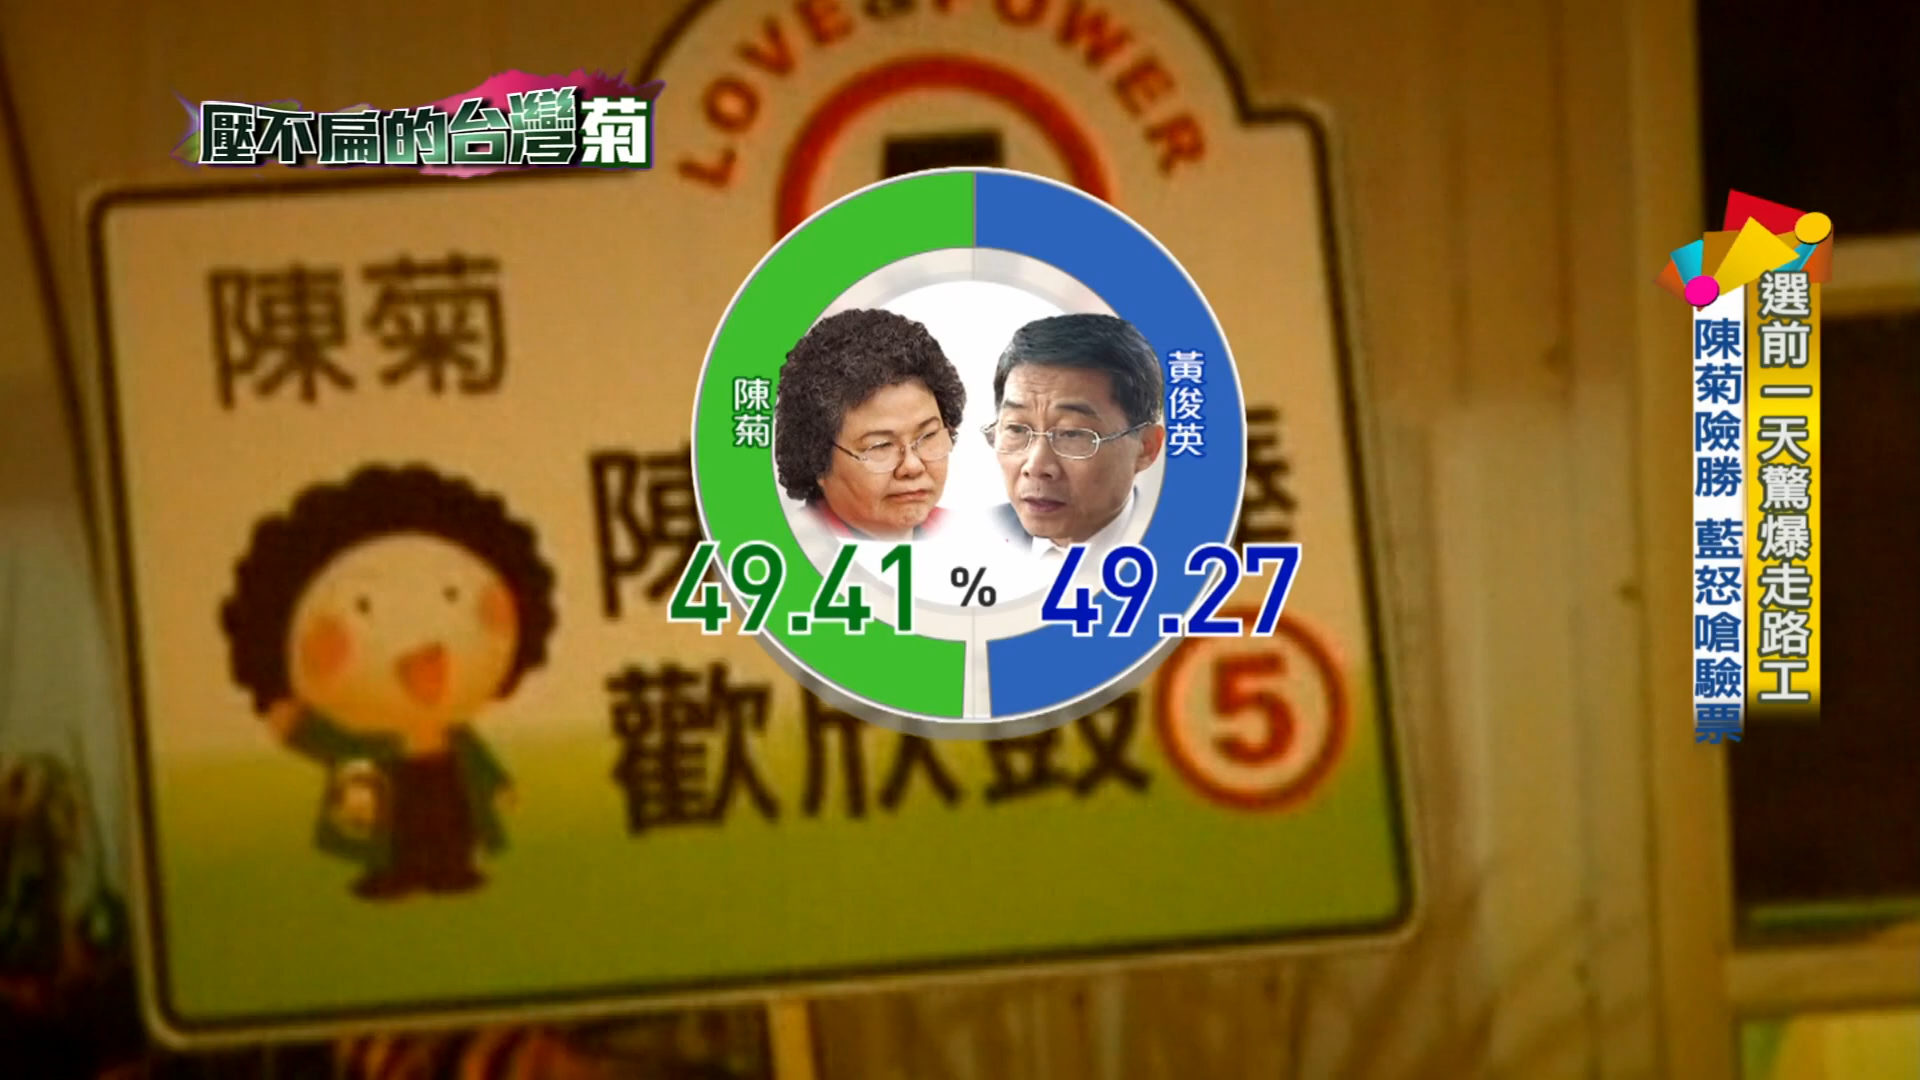 壓不扁的台灣菊
LOVE & POWER
陳菊
陳菊
黃俊英
49.41 % 49.27
陳
歡欣鼓
5
選前一天驚爆走路工
陳菊險勝 藍怒嗆驗票